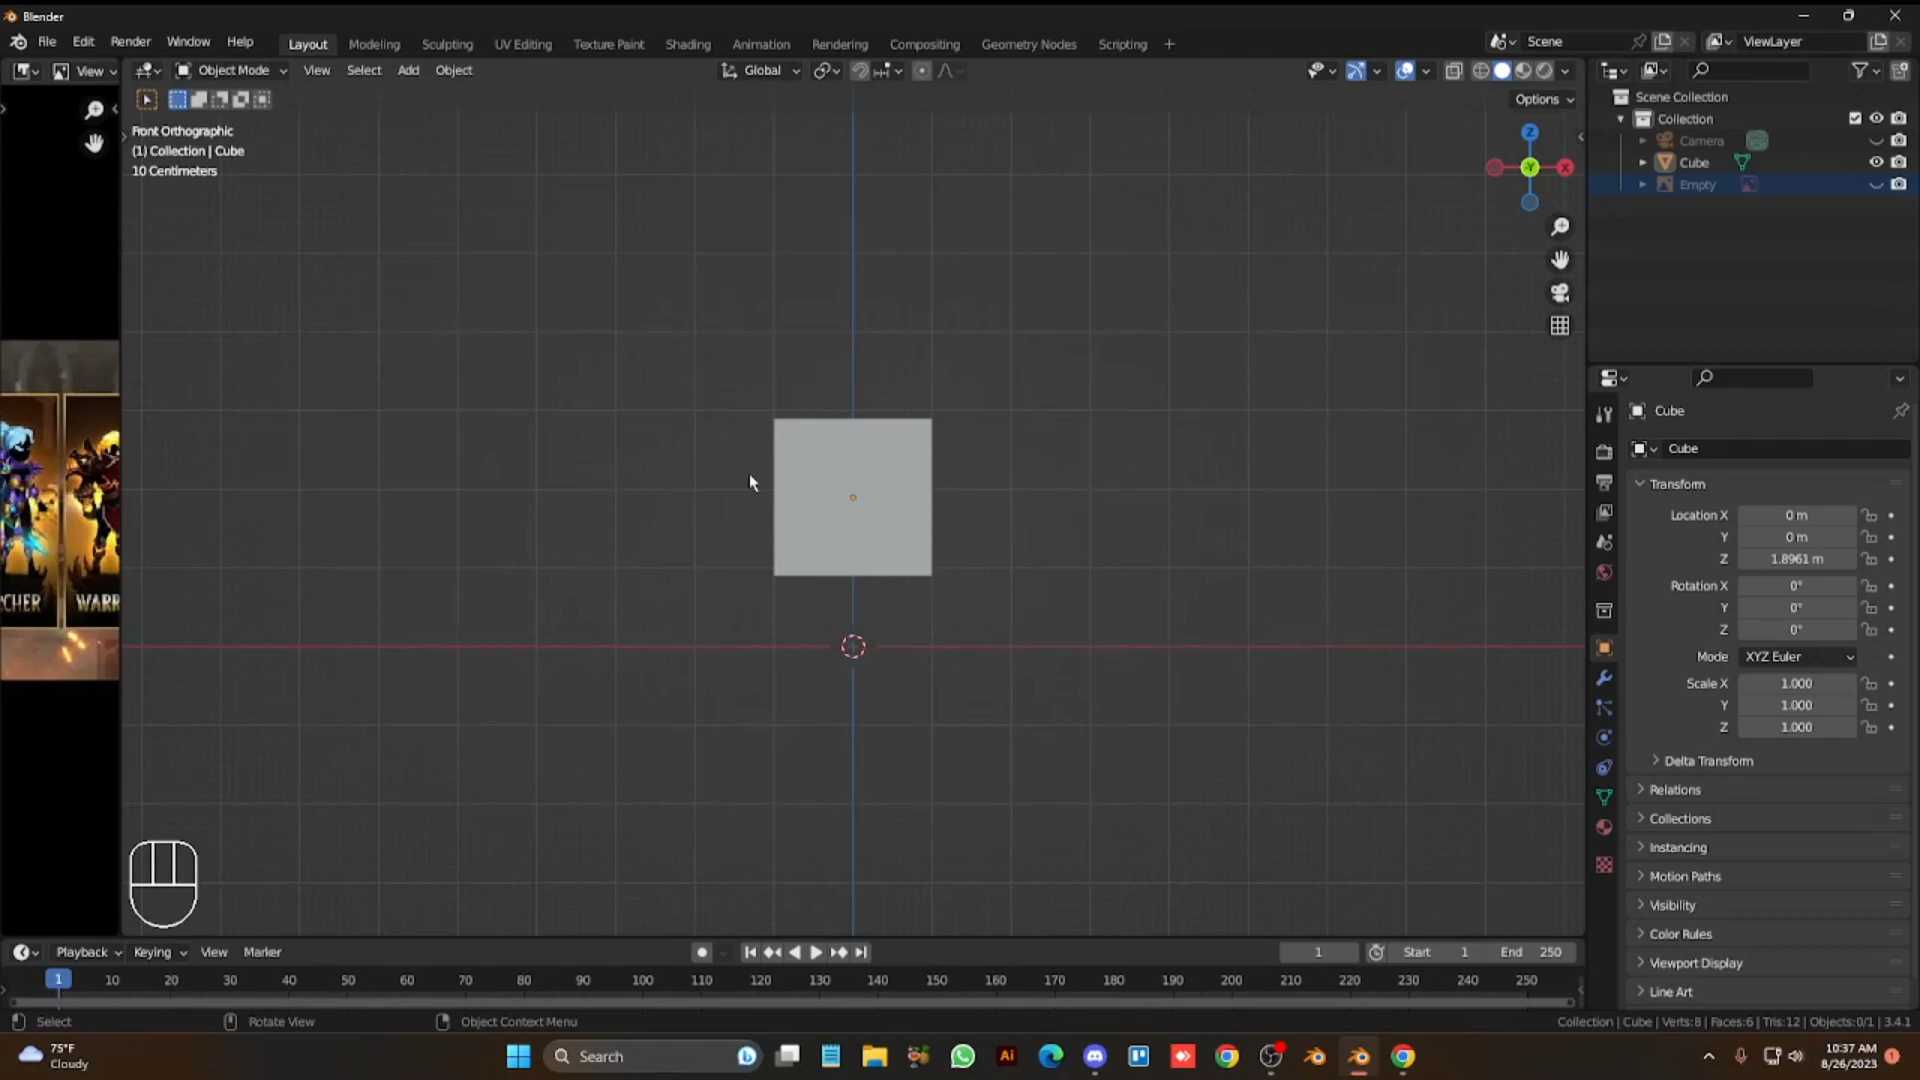 Blender
File Edit Render Window Help
Layout Modeling Sculpting UV Editing Texture Paint Shading Animation Rendering Compositing Geometry Nodes Scripting +
Scene
ViewLayer
View
Object Mode View Select Add Object
Global
Options
Front Orthographic
(1) Collection | Cube
10 Centimeters
Z
Y
X
Scene Collection
Collection
Camera
Cube
Empty
Cube
Cube
Transform
Location X 0 m
Y 0 m
Z 1.8961 m
Rotation X 0°
Y 0°
Z 0°
Mode XYZ Euler
Scale X 1.000
Y 1.000
Z 1.000
Delta Transform
Relations
Collections
Instancing
Motion Paths
Visibility
Color Rules
Viewport Display
Line Art
CHER WARR
Playback Keying View Marker
1 Start 1 End 250
1 10 20 30 40 50 60 70 80 90 100 110 120 130 140 150 160 170 180 190 200 210 220 230 240 250
Select Rotate View Object Context Menu
Collection | Cube | Verts:8 | Faces:6 | Tris:12 | Objects:0/1 | 3.4.1
75°F
Cloudy
Search
Ai
10:37 AM
8/26/2023
1